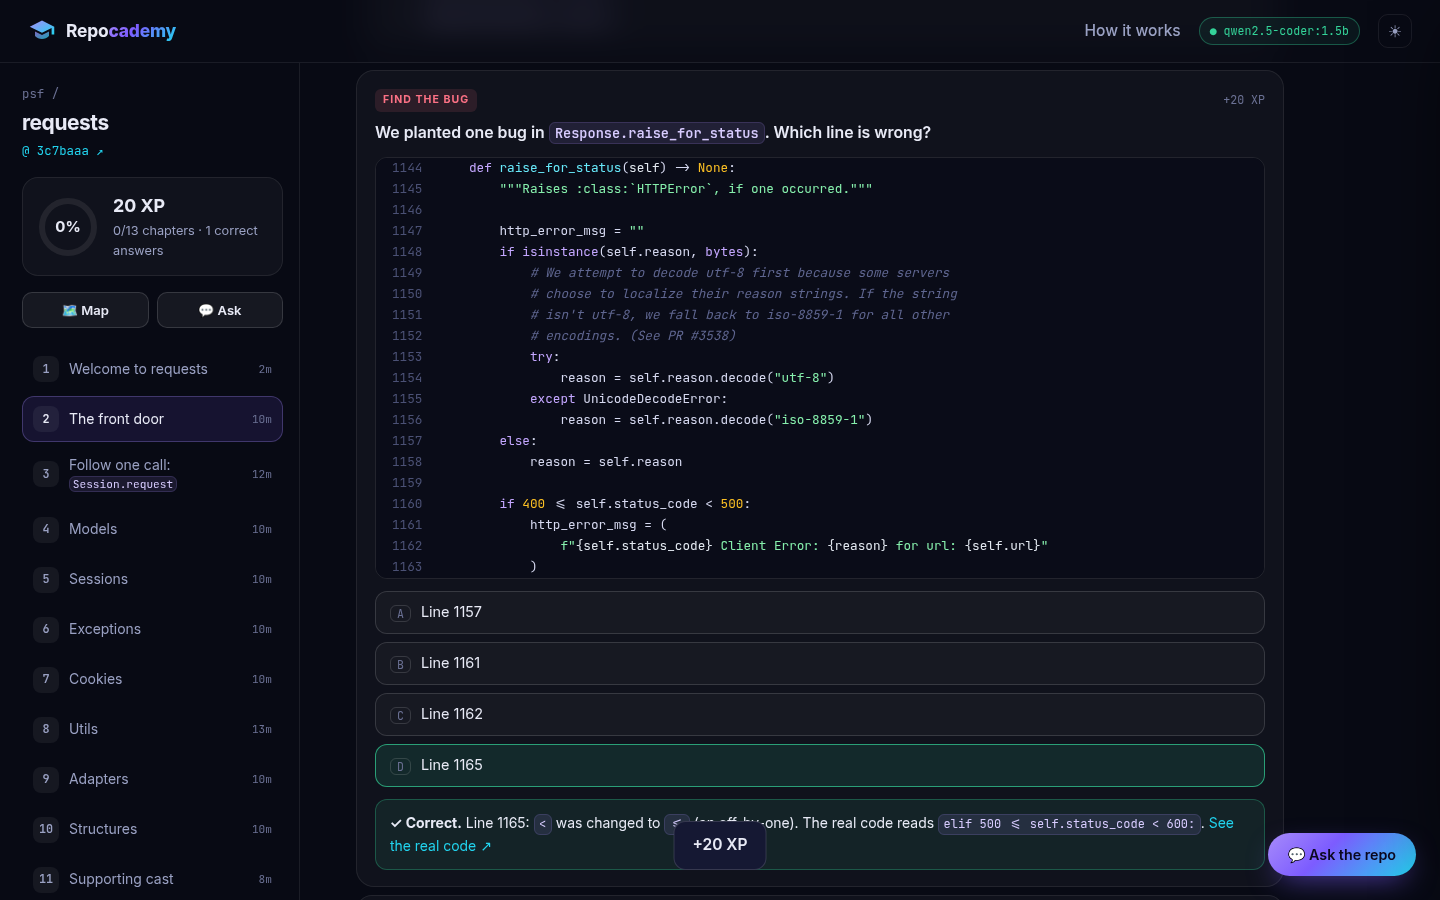 Repocademy
How it works
● qwen2.5-coder:1.5b
psf /
requests
@ 3c7baaa ↗
0%
20 XP
0/13 chapters · 1 correct
answers
🗺️ Map
💬 Ask
1 Welcome to requests 2m
2 The front door 10m
3 Follow one call: Session.request 12m
4 Models 10m
5 Sessions 10m
6 Exceptions 10m
7 Cookies 10m
8 Utils 13m
9 Adapters 10m
10 Structures 10m
11 Supporting cast 8m
FIND THE BUG
+20 XP
We planted one bug in Response.raise_for_status. Which line is wrong?
1144 def raise_for_status(self) -> None:
1145 """Raises :class:`HTTPError`, if one occurred."""
1146
1147 http_error_msg = ""
1148 if isinstance(self.reason, bytes):
1149 # We attempt to decode utf-8 first because some servers
1150 # choose to localize their reason strings. If the string
1151 # isn't utf-8, we fall back to iso-8859-1 for all other
1152 # encodings. (See PR #3538)
1153 try:
1154 reason = self.reason.decode("utf-8")
1155 except UnicodeDecodeError:
1156 reason = self.reason.decode("iso-8859-1")
1157 else:
1158 reason = self.reason
1159
1160 if 400 <= self.status_code < 500:
1161 http_error_msg = (
1162 f"{self.status_code} Client Error: {reason} for url: {self.url}"
1163 )
A Line 1157
B Line 1161
C Line 1162
D Line 1165
✓ Correct. Line 1165: < was changed to (an off-by-one). The real code reads elif 500 <= self.status_code < 600:. See
the real code ↗
+20 XP
💬 Ask the repo